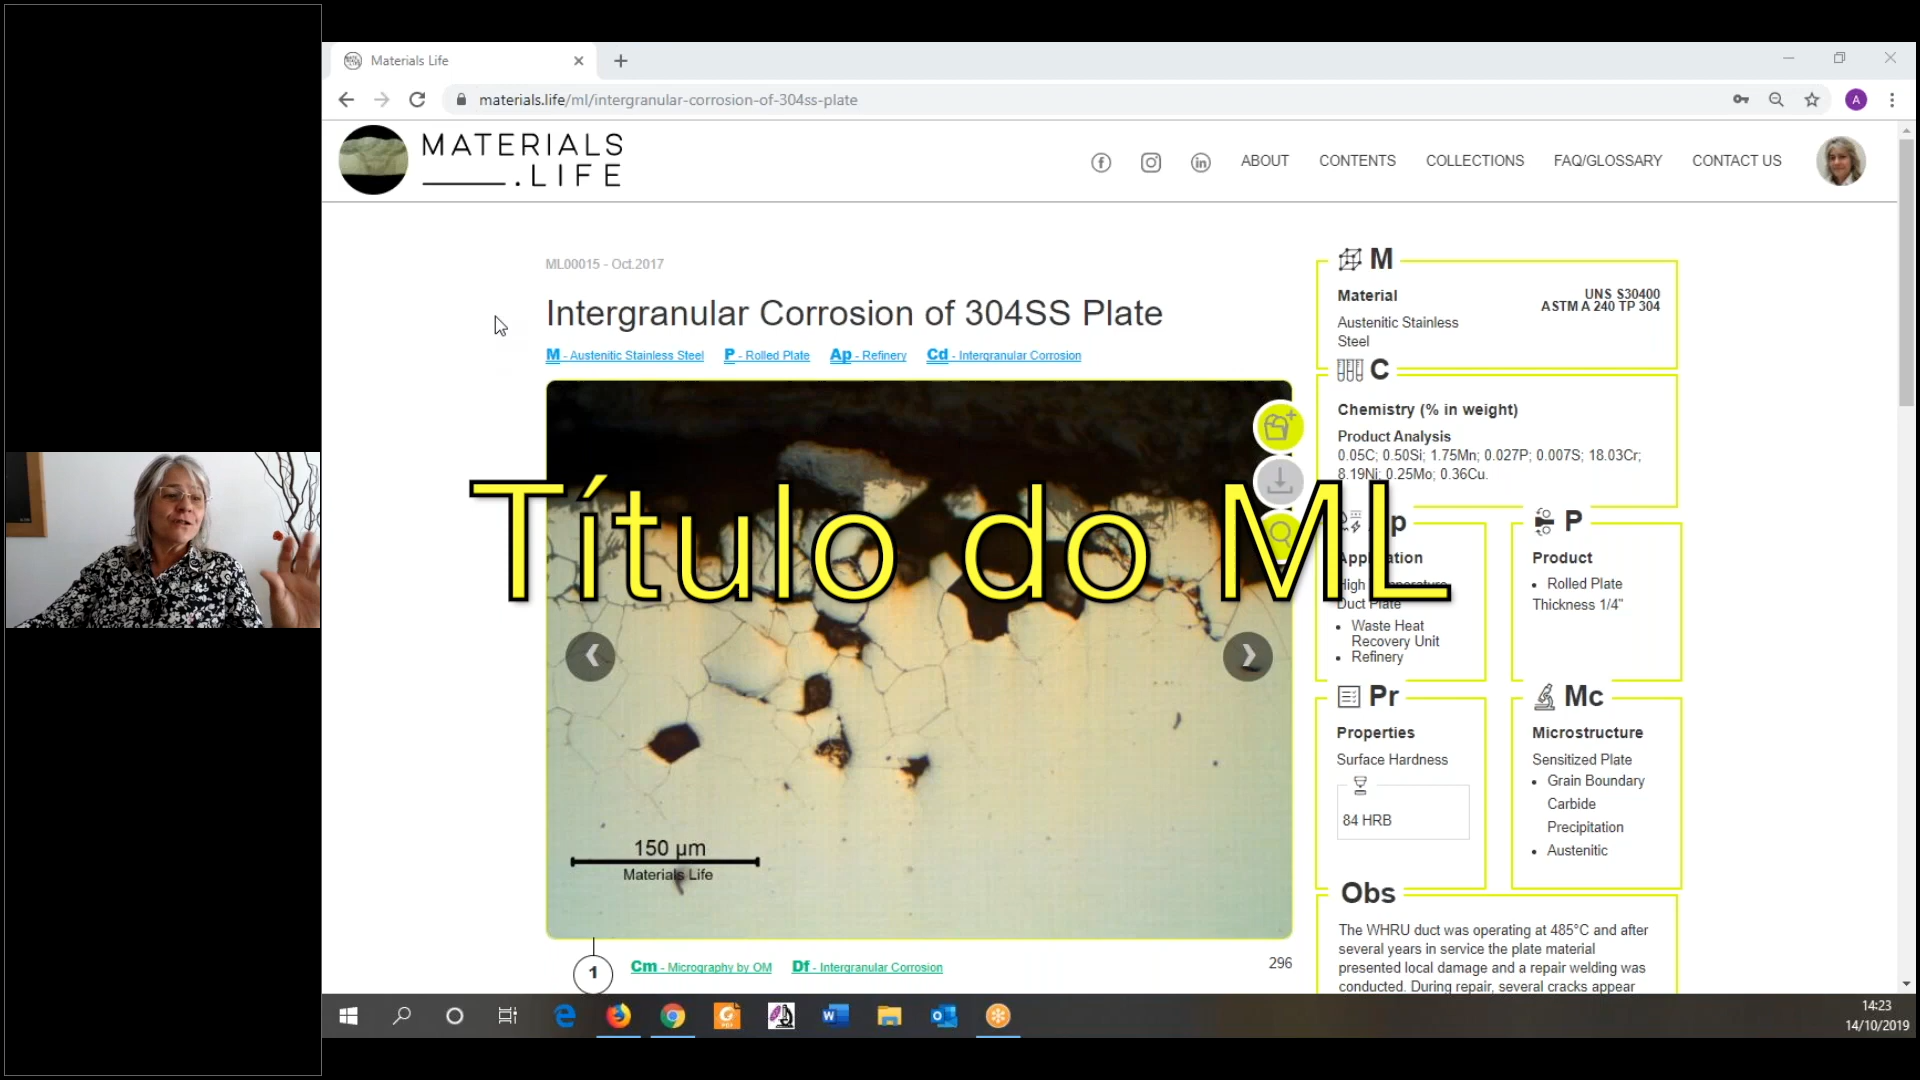 Materials Life
materials.life/ml/intergranular-corrosion-of-304ss-plate
A
MATERIALS
.LIFE
ABOUT
CONTENTS
COLLECTIONS
FAQ/GLOSSARY
CONTACT US
ML00015 - Oct.2017
Intergranular Corrosion of 304SS Plate
M - Austenitic Stainless Steel P - Rolled Plate Ap - Refinery Cd - Intergranular Corrosion
Título do ML
150 µm
Materials Life
1
Cm - Micrography by OM Df - Intergranular Corrosion
296
M
Material
UNS S30400
ASTM A 240 TP 304
Austenitic Stainless
Steel
C
Chemistry (% in weight)
Product Analysis
0.05C; 0.50Si; 1.75Mn; 0.027P; 0.007S; 18.03Cr;
8.19Ni; 0.25Mo; 0.36Cu.
Application
High Temperature
Duct Plate
Waste Heat
Recovery Unit
Refinery
P
Product
Rolled Plate
Thickness 1/4"
Pr
Properties
Surface Hardness
84 HRB
Mc
Microstructure
Sensitized Plate
Grain Boundary
Carbide
Precipitation
Austenitic
Obs
The WHRU duct was operating at 485°C and after
several years in service the plate material
presented local damage and a repair welding was
conducted. During repair, several cracks appear
14:23
14/10/2019